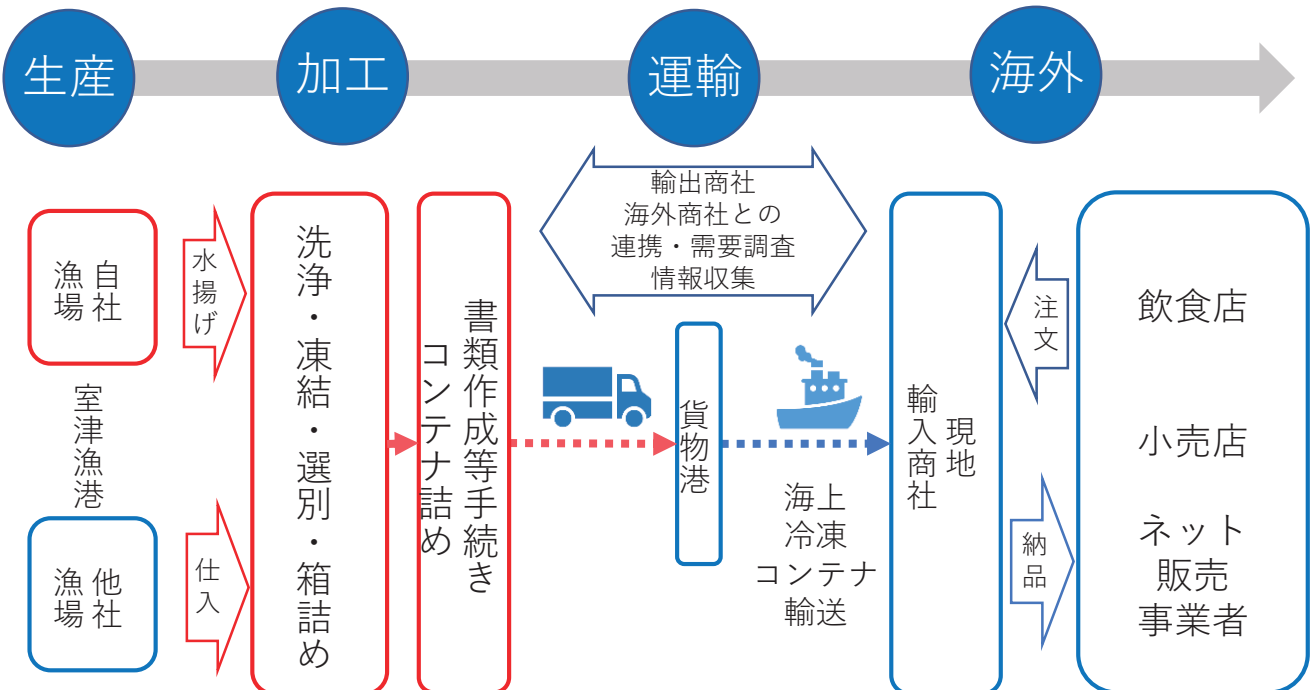 生産
加工
運輸
海外
輸出商社
海外商社との
連携・需要調査
情報収集
自社
漁場
水揚げ
室津漁港
他社
漁場
仕入
洗浄・凍結・選別・箱詰め
書類作成等手続き
コンテナ詰め
貨物港
海上
冷凍
コンテナ
輸送
現地
輸入商社
注文
納品
飲食店
小売店
ネット
販売
事業者